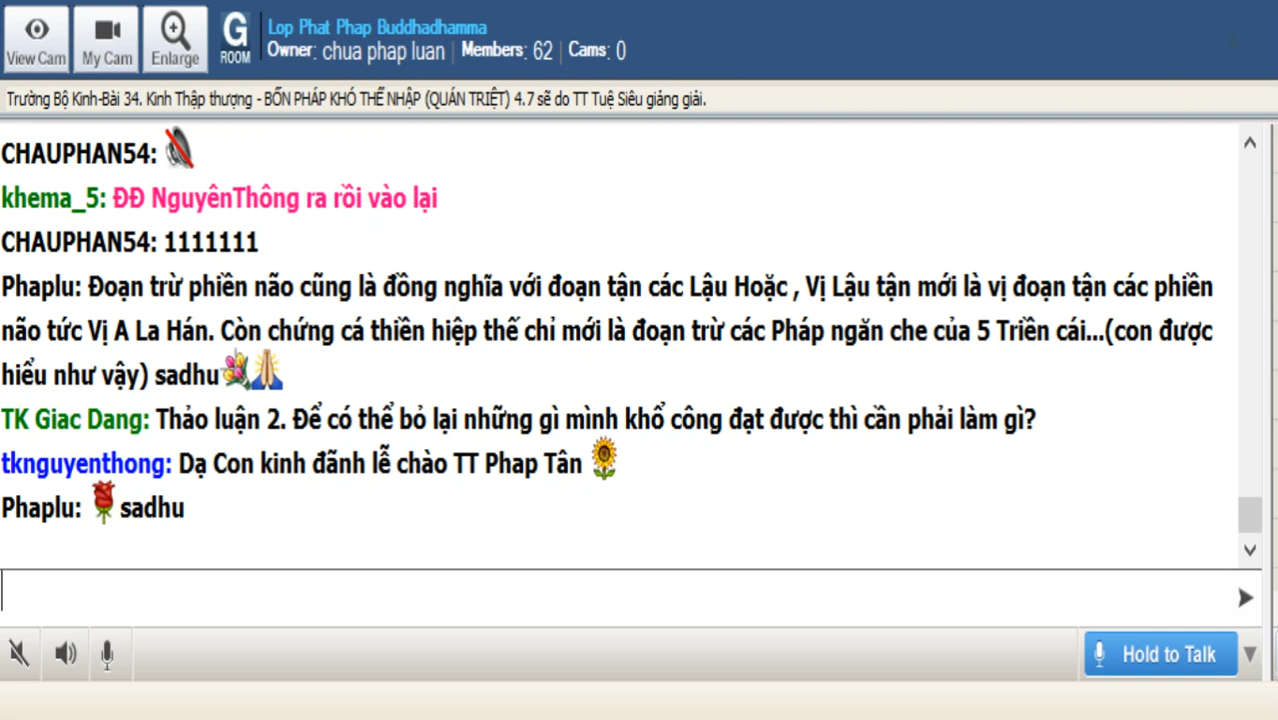 View Cam
My Cam
Enlarge
G
ROOM
Lop Phat Phap Buddhadhamma
Owner: chua phap luan | Members: 62 | Cams: 0
Trường Bộ Kinh-Bài 34. Kinh Thập thượng - BỐN PHÁP KHÓ THỂ NHẬP (QUÁN TRIỆT) 4.7 sẽ do TT Tuệ Siêu giảng giải.
CHAUPHAN54:
khema_5: ĐĐ NguyênThông ra rồi vào lại
CHAUPHAN54: 1111111
Phaplu: Đoạn trừ phiền não cũng là đồng nghĩa với đoạn tận các Lậu Hoặc , Vị Lậu tận mới là vị đoạn tận các phiền
não tức Vị A La Hán. Còn chứng cá thiền hiệp thế chỉ mới là đoạn trừ các Pháp ngăn che của 5 Triền cái...(con được
hiểu như vậy) sadhu
TK Giac Dang: Thảo luận 2. Để có thể bỏ lại những gì mình khổ công đạt được thì cần phải làm gì?
tknguyenthong: Dạ Con kinh đãnh lễ chào TT Phap Tân
Phaplu: sadhu
Hold to Talk